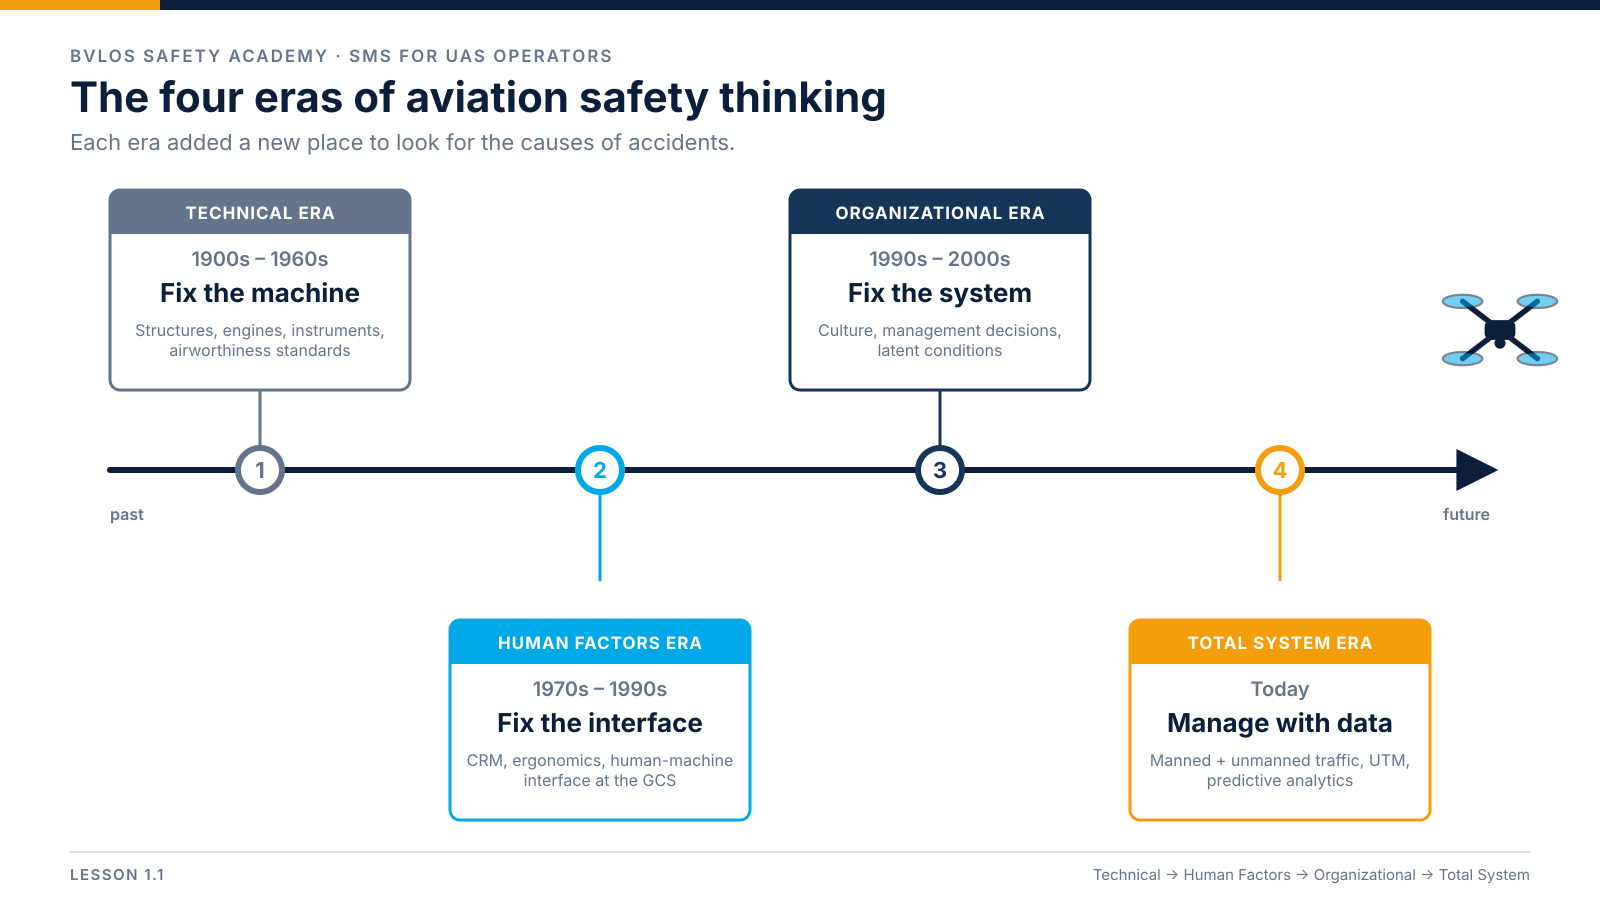 BVLOS SAFETY ACADEMY · SMS FOR UAS OPERATORS
The four eras of aviation safety thinking
Each era added a new place to look for the causes of accidents.
TECHNICAL ERA
1900s – 1960s
Fix the machine
Structures, engines, instruments,
airworthiness standards
ORGANIZATIONAL ERA
1990s – 2000s
Fix the system
Culture, management decisions,
latent conditions
1
2
3
4
past
future
HUMAN FACTORS ERA
1970s – 1990s
Fix the interface
CRM, ergonomics, human-machine
interface at the GCS
TOTAL SYSTEM ERA
Today
Manage with data
Manned + unmanned traffic, UTM,
predictive analytics
LESSON 1.1
Technical → Human Factors → Organizational → Total System